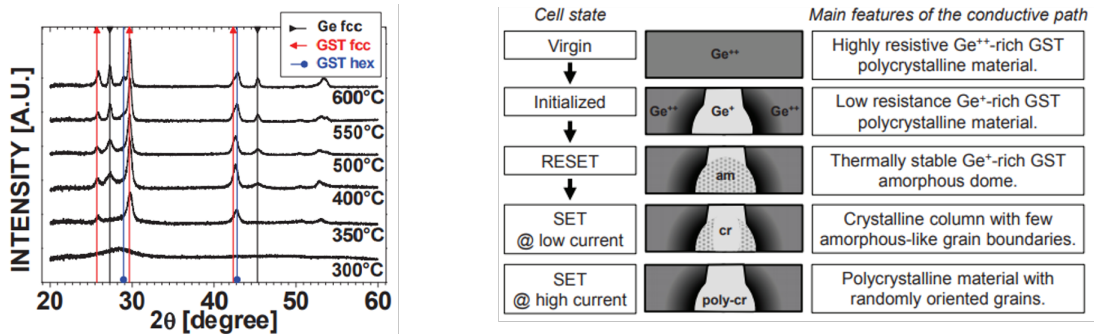 Ge fcc
GST fcc
GST hex
INTENSITY [A.U.]
600°C
550°C
500°C
400°C
350°C
300°C
20 30 40 50 60
2θ [degree]
Cell state
Main features of the conductive path
Virgin
Ge++
Highly resistive Ge++-rich GST
polycrystalline material.
Initialized
Ge++ Ge+ Ge++
Low resistance Ge+-rich GST
polycrystalline material.
RESET
am
Thermally stable Ge+-rich GST
amorphous dome.
SET
@ low current
cr
Crystalline column with few
amorphous-like grain boundaries.
SET
@ high current
poly-cr
Polycrystalline material with
randomly oriented grains.